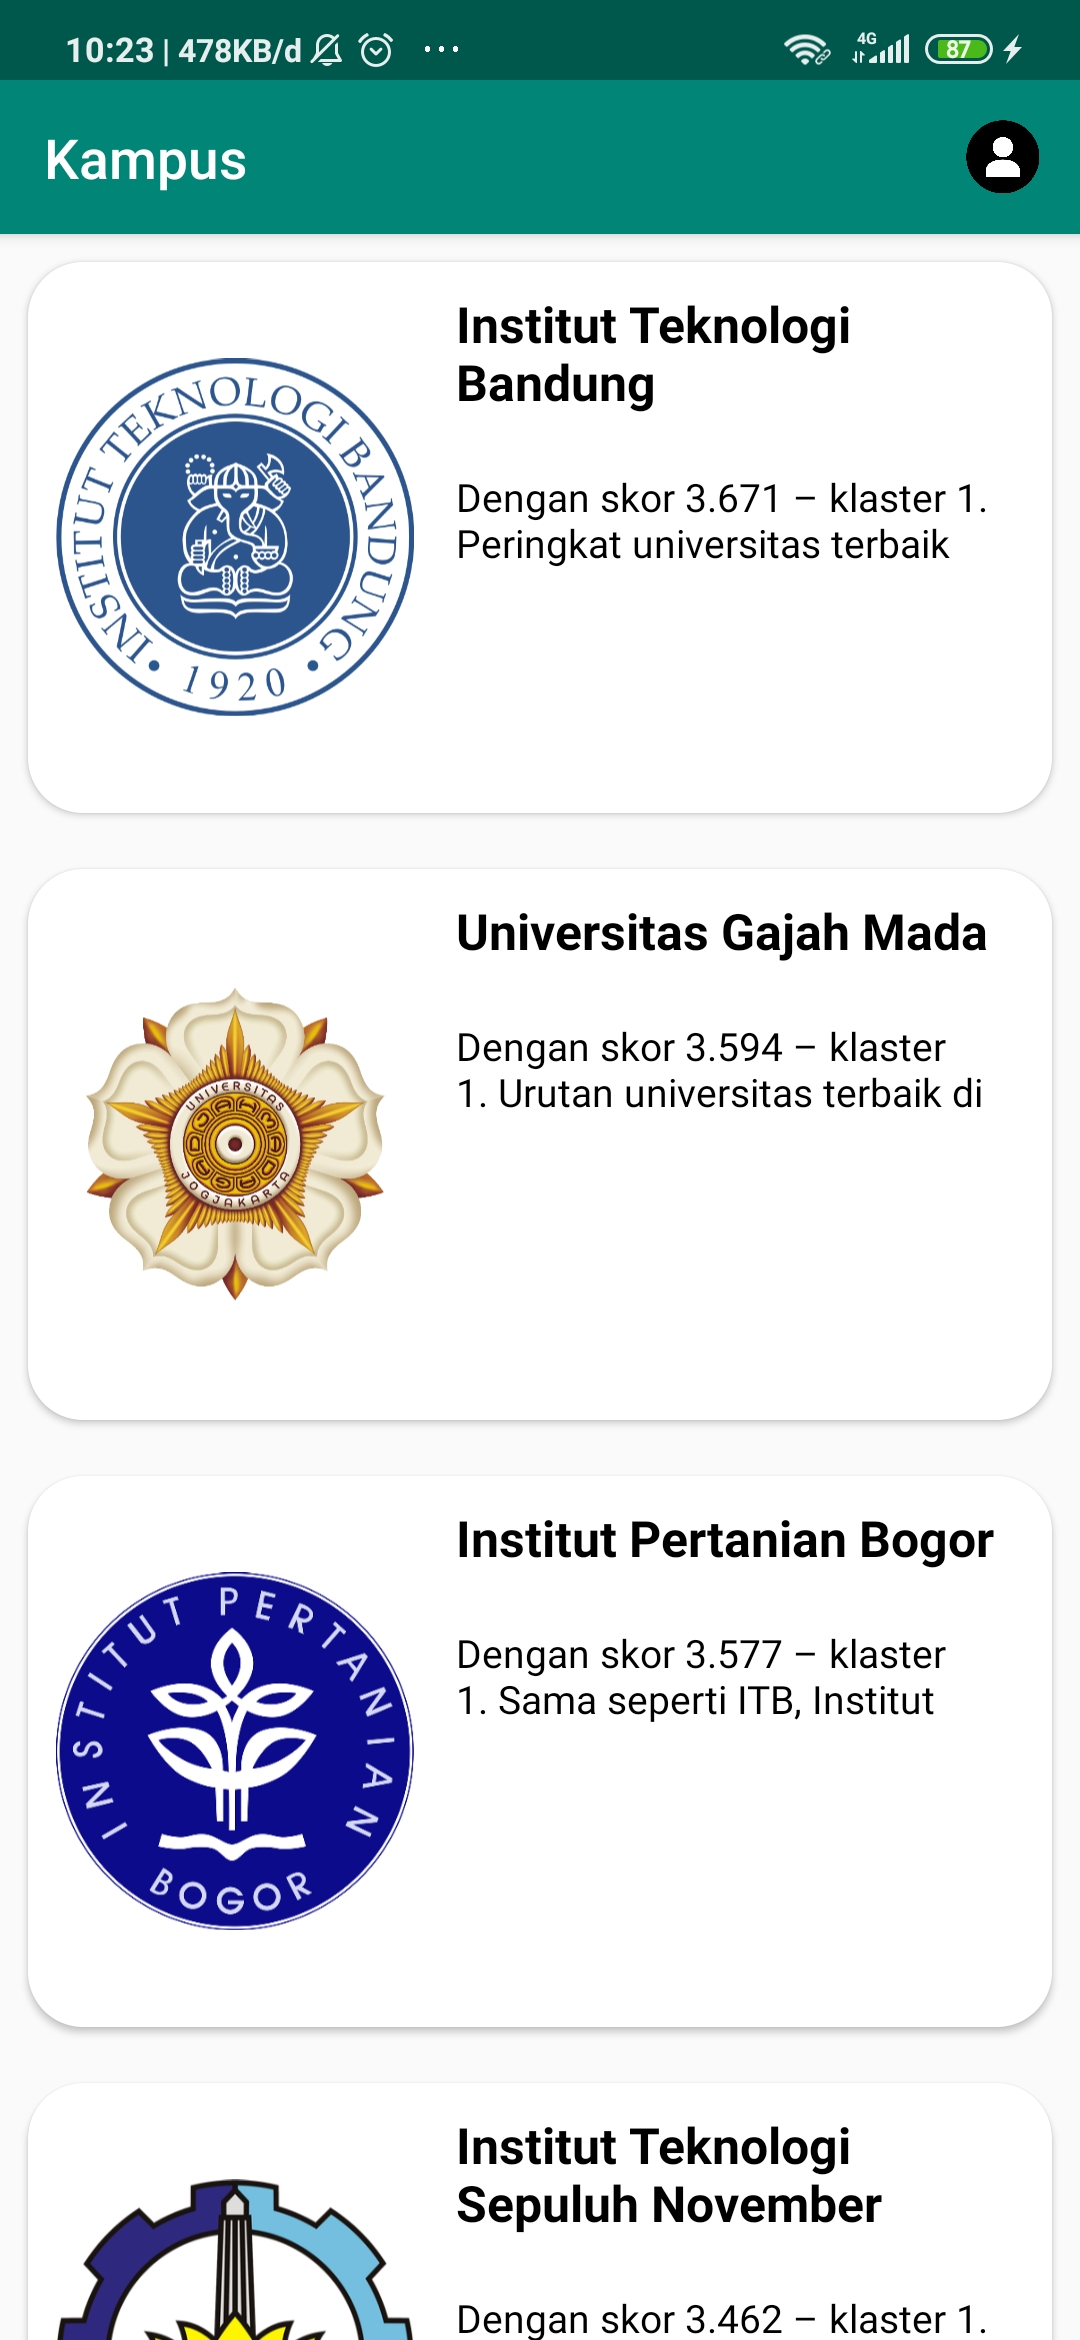 10:23 | 478KB/d ...
4G
87
Kampus
Institut Teknologi
Bandung
Dengan skor 3.671 – klaster 1.
Peringkat universitas terbaik
INSTITUT TEKNOLOGI BANDUNG
• 1920 •
Universitas Gajah Mada
Dengan skor 3.594 – klaster
1. Urutan universitas terbaik di
UNIVERSITAS
GAJAH MADA
JOGJAKARTA
Institut Pertanian Bogor
Dengan skor 3.577 – klaster
1. Sama seperti ITB, Institut
INSTITUT PERTANIAN
BOGOR
Institut Teknologi
Sepuluh November
Dengan skor 3.462 – klaster 1.